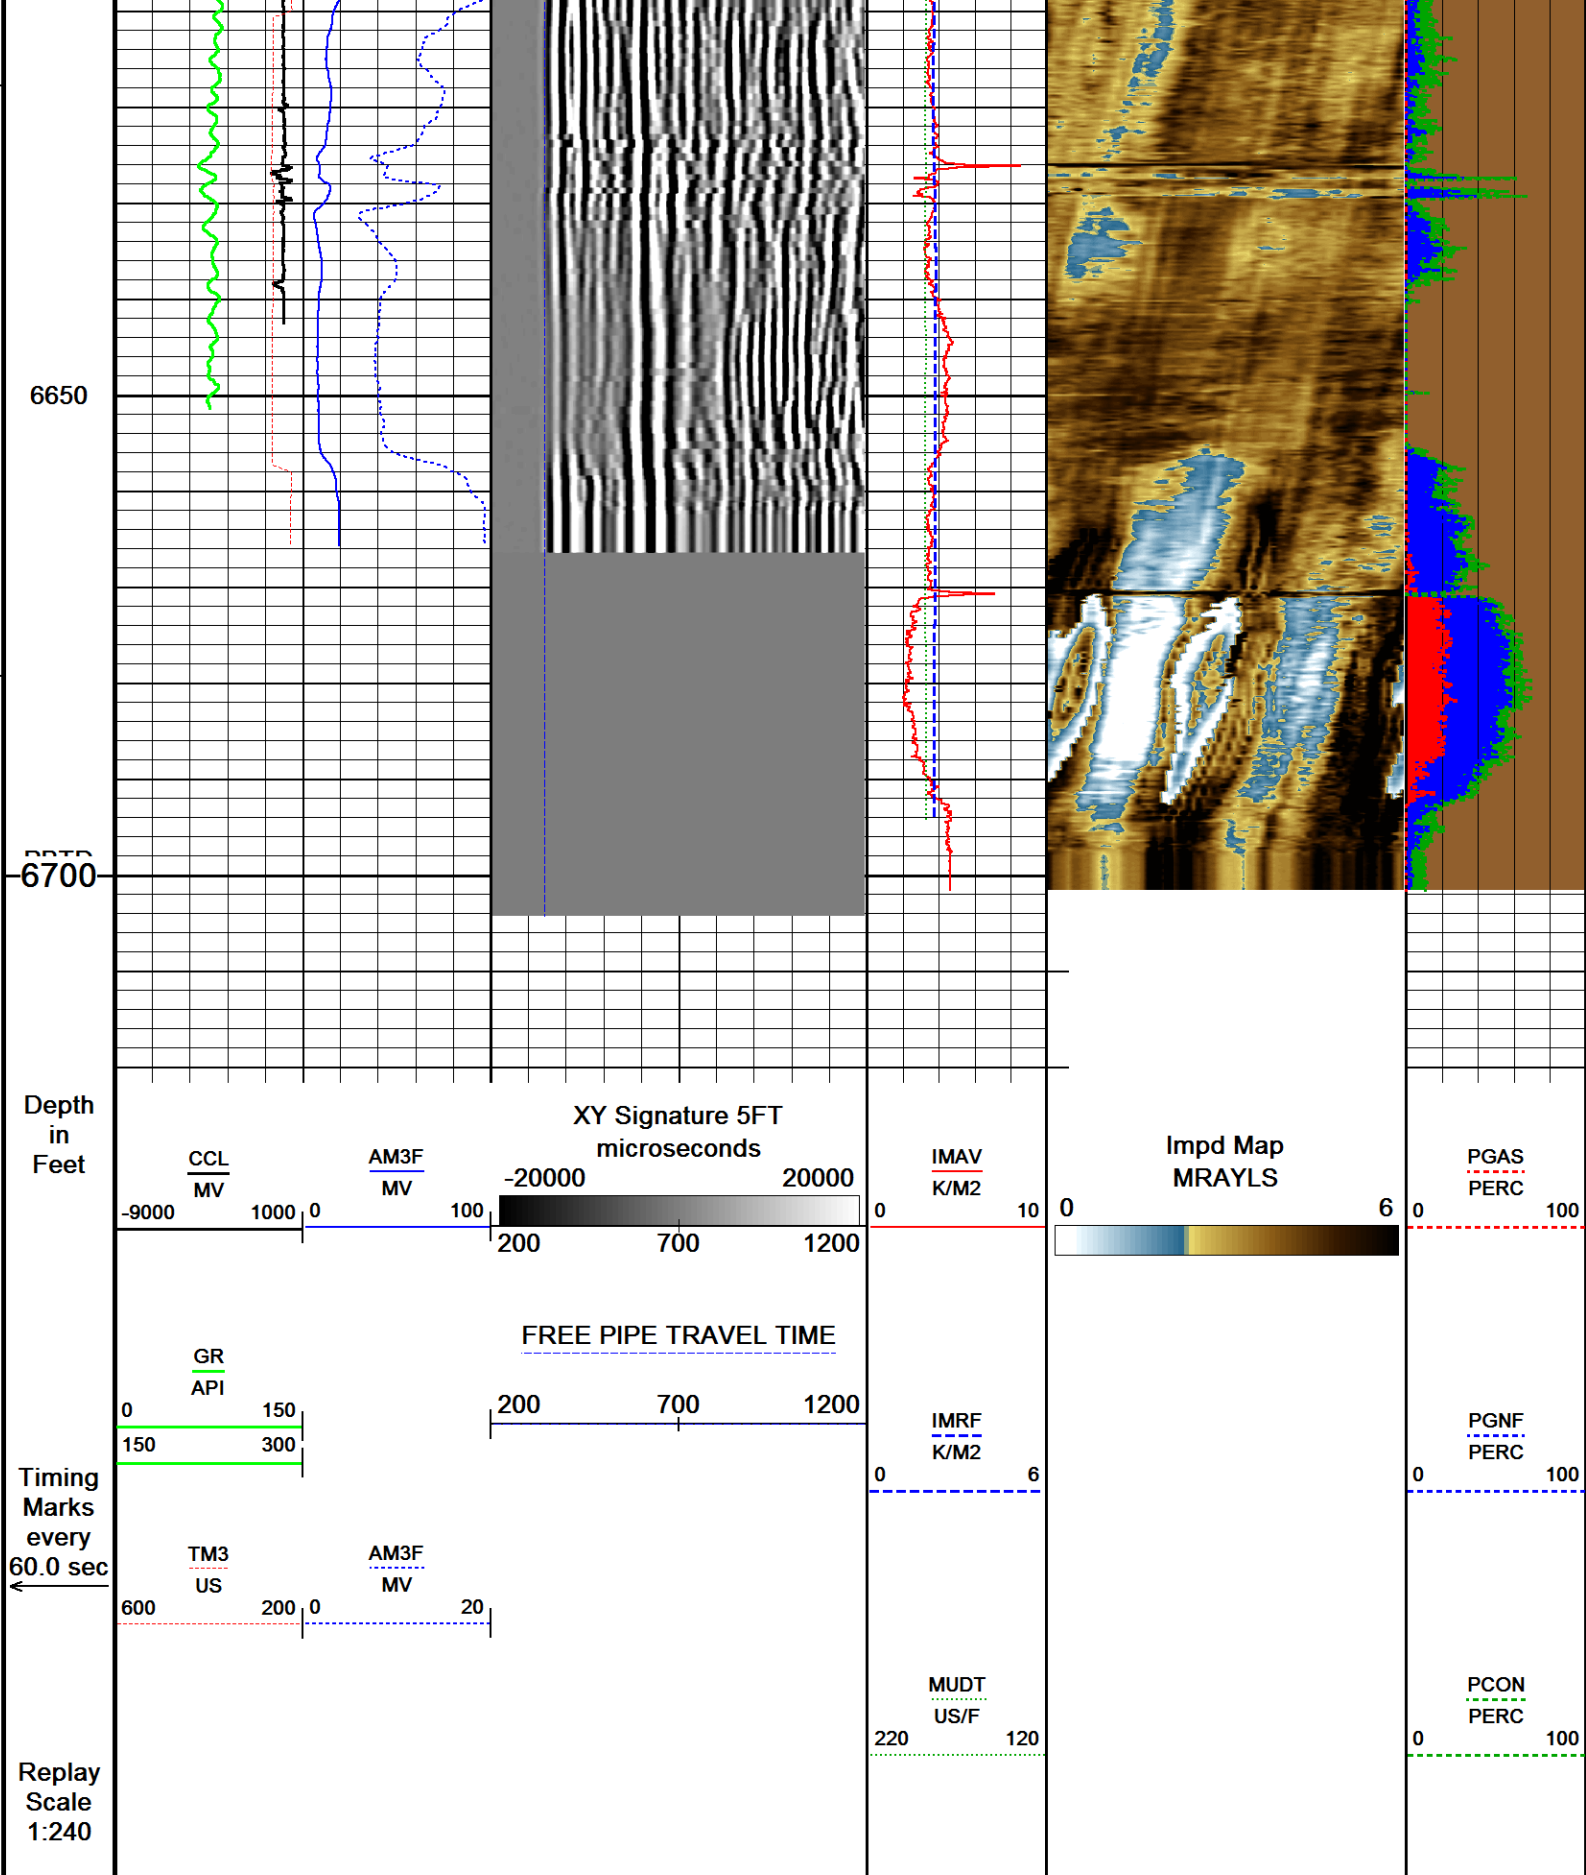 6650
6700
Depth
in
Feet
CCL
MV
-9000 1000
AM3F
MV
0 100
XY Signature 5FT
microseconds
-20000 20000
200 700 1200
IMAV
K/M2
0 10
Impd Map
MRAYLS
0 6
PGAS
PERC
0 100
GR
API
0 150
150 300
FREE PIPE TRAVEL TIME
200 700 1200
IMRF
K/M2
0 6
PGNF
PERC
0 100
Timing
Marks
every
60.0 sec
TM3
US
600 200
AM3F
MV
0 20
MUDT
US/F
220 120
PCON
PERC
0 100
Replay
Scale
1:240